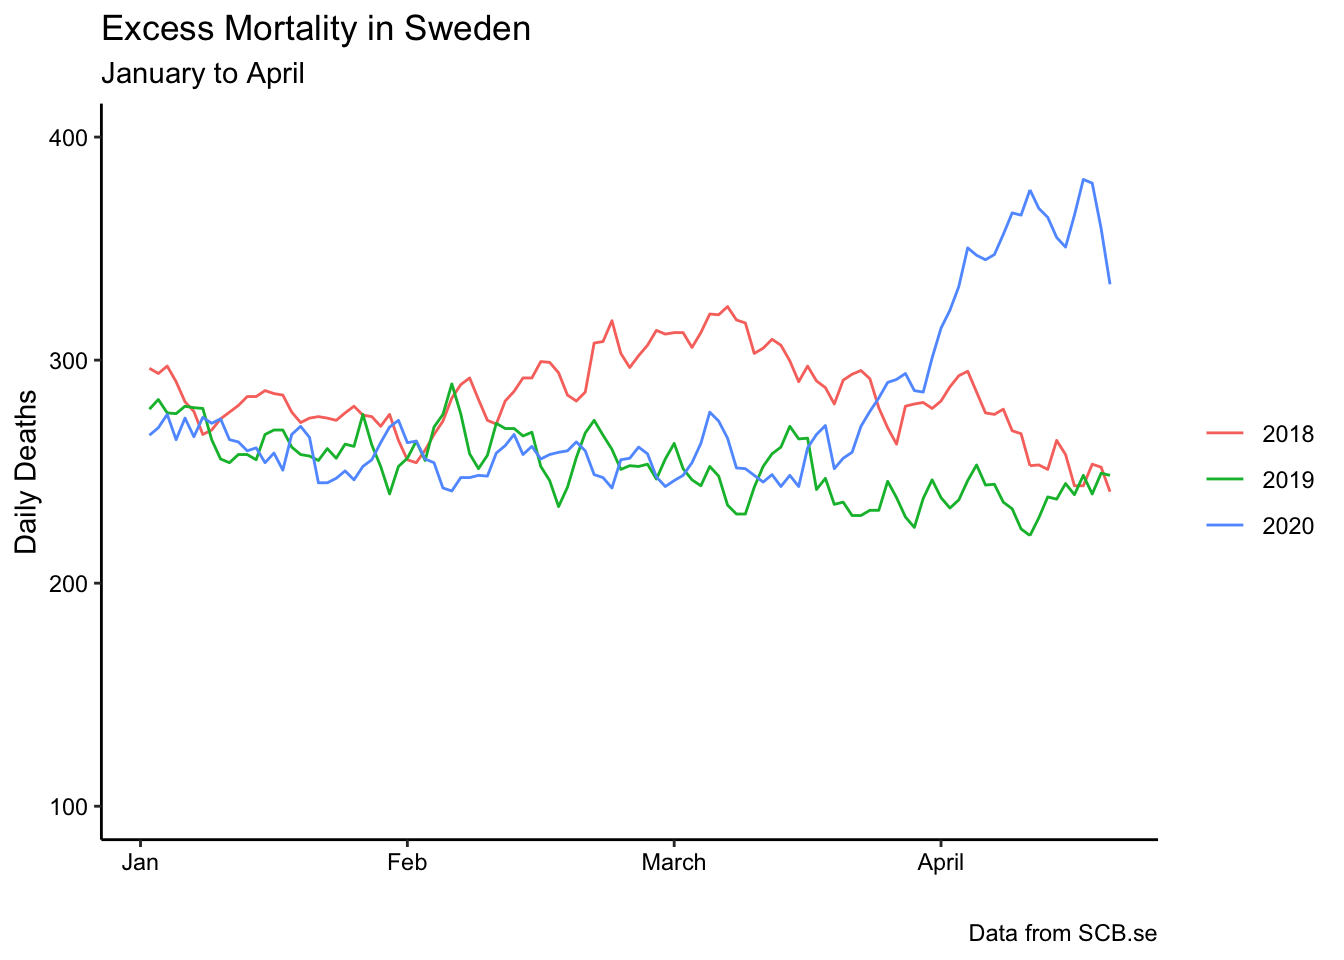 Excess Mortality in Sweden
January to April
Daily Deaths
400
300
200
100
Jan Feb March April
2018
2019
2020
Data from SCB.se